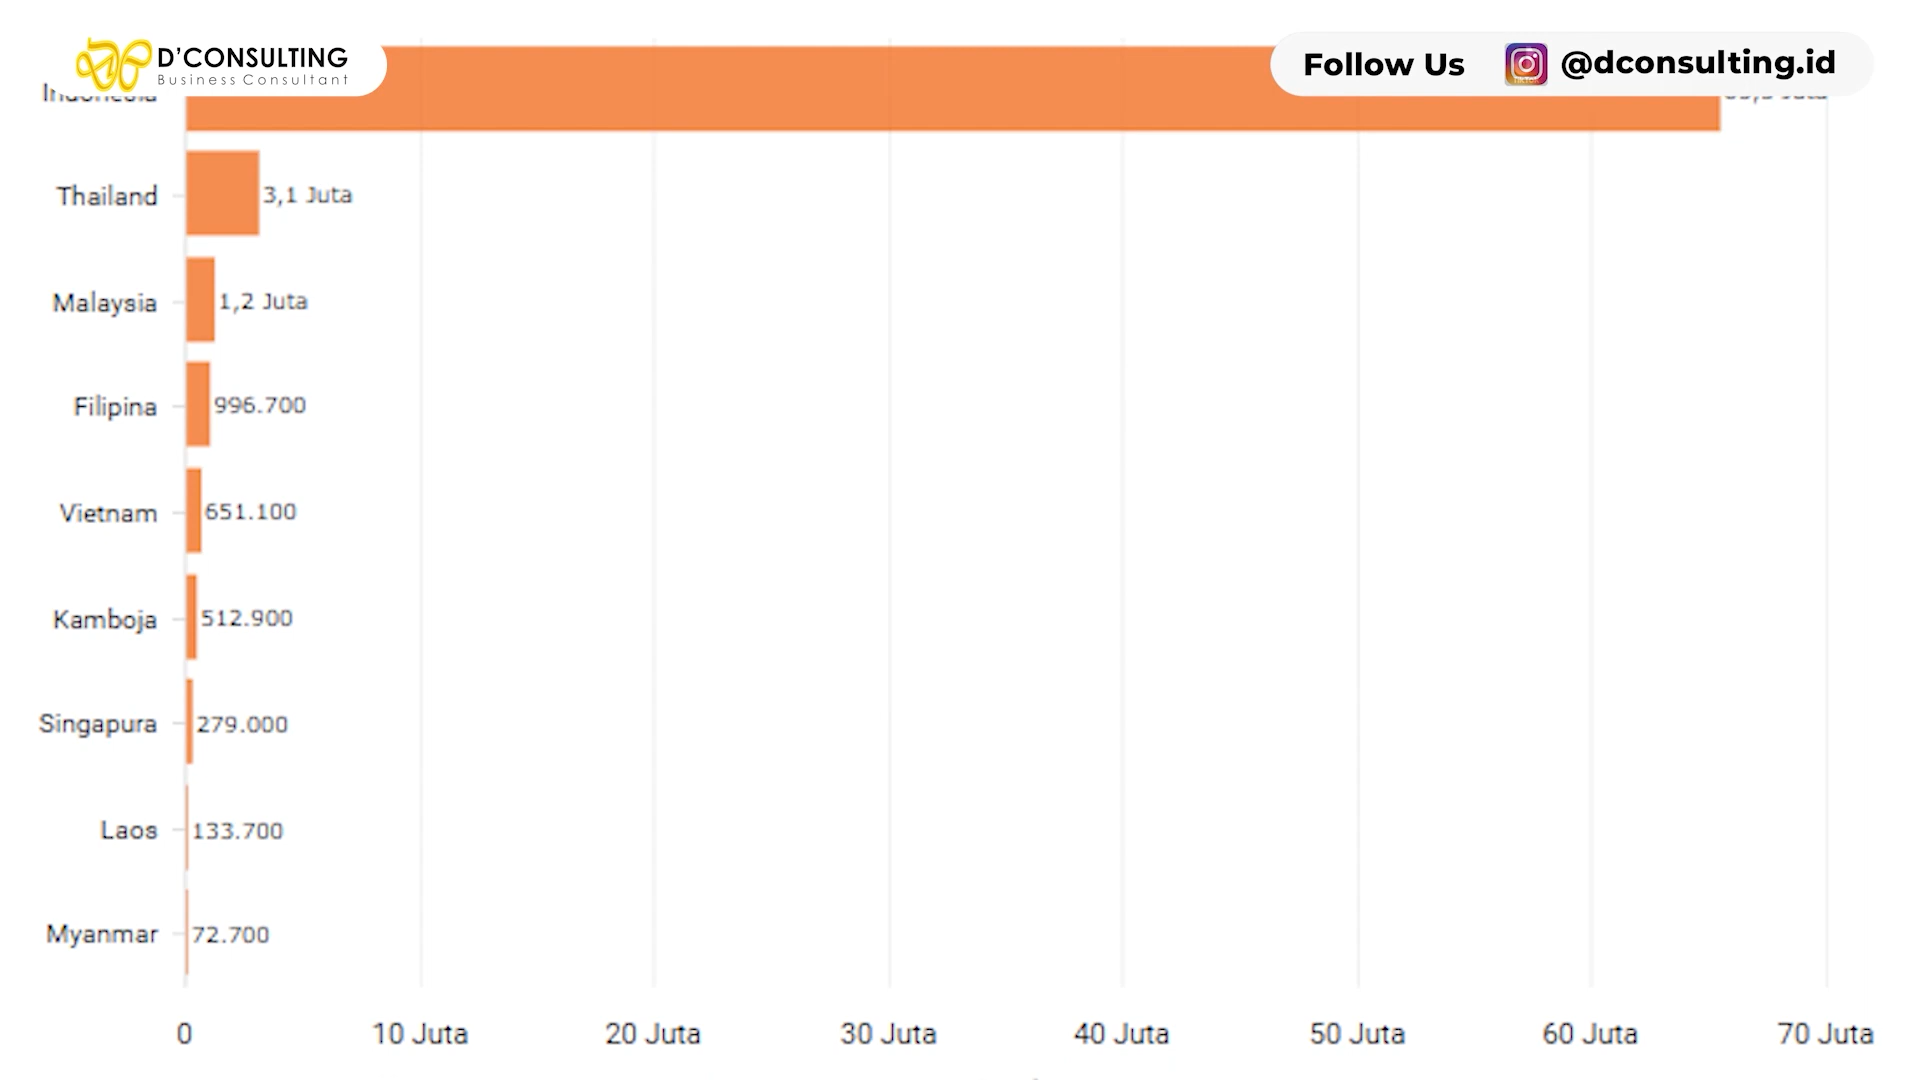 D'CONSULTING
Business Consultant
Follow Us
@dconsulting.id
Indonesia
Thailand
3,1 Juta
Malaysia
1,2 Juta
Filipina
996.700
Vietnam
651.100
Kamboja
512.900
Singapura
279.000
Laos
133.700
Myanmar
72.700
0 10 Juta 20 Juta 30 Juta 40 Juta 50 Juta 60 Juta 70 Juta